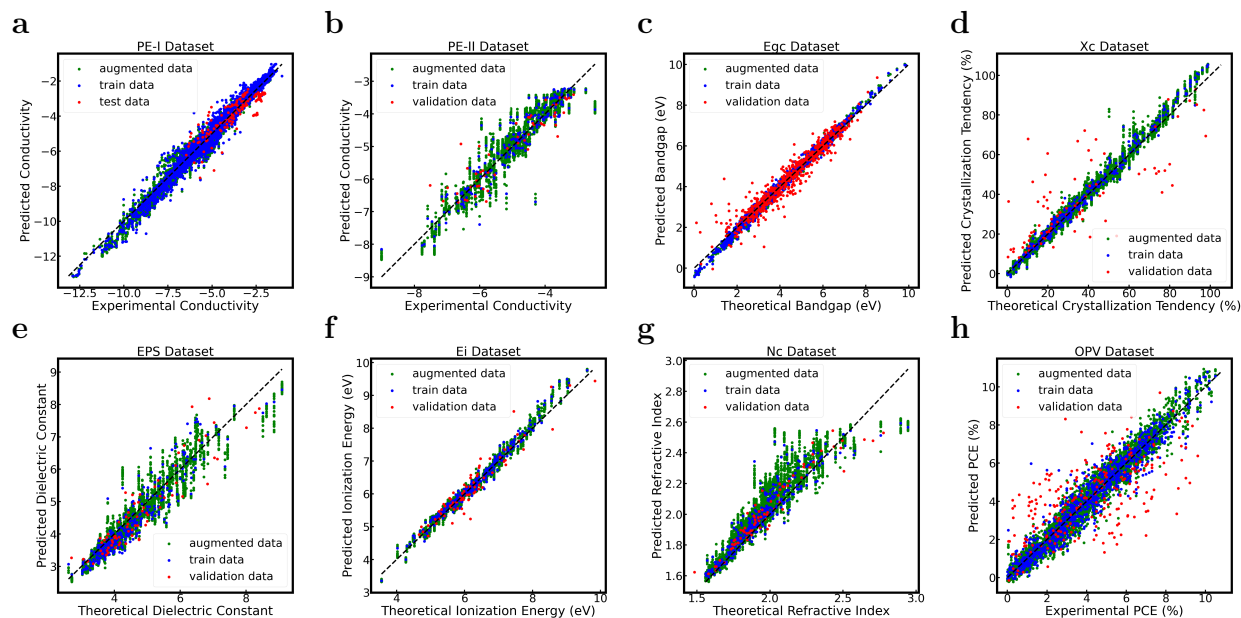 a
PE-I Dataset
augmented data
train data
test data
Predicted Conductivity
−2
−4
−6
−8
−10
−12
−12.5
−10.0
−7.5
−5.0
−2.5
Experimental Conductivity
b
PE-II Dataset
augmented data
train data
validation data
Predicted Conductivity
−3
−4
−5
−6
−7
−8
−9
−8
−6
−4
Experimental Conductivity
c
Egc Dataset
augmented data
train data
validation data
Predicted Bandgap (eV)
10
8
6
4
2
0
0
2
4
6
8
10
Theoretical Bandgap (eV)
d
Xc Dataset
augmented data
train data
validation data
Predicted Crystallization Tendency (%)
100
80
60
40
20
0
0
20
40
60
80
100
Theoretical Crystallization Tendency (%)
e
EPS Dataset
augmented data
train data
validation data
Predicted Dielectric Constant
9
8
7
6
5
4
3
4
6
8
Theoretical Dielectric Constant
f
Ei Dataset
augmented data
train data
validation data
Predicted Ionization Energy (eV)
10
9
8
7
6
5
4
3
4
6
8
10
Theoretical Ionization Energy (eV)
g
Nc Dataset
augmented data
train data
validation data
Predicted Refractive Index
3.0
2.8
2.6
2.4
2.2
2.0
1.8
1.6
1.5
2.0
2.5
3.0
Theoretical Refractive Index
h
OPV Dataset
augmented data
train data
validation data
Predicted PCE (%)
10
8
6
4
2
0
0
2
4
6
8
10
Experimental PCE (%)